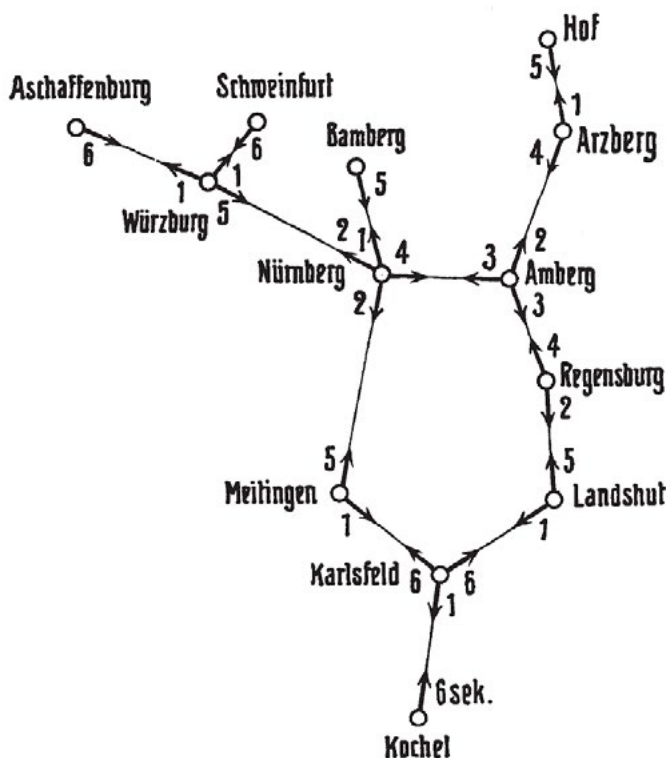 Hof
5
Aschaffenburg
Schweinfurt
1
Bamberg
Arzberg
6
6
4
5
1
1
Würzburg
5
2
1
4
2
Nürnberg
3
Amberg
2
3
4
Regensburg
2
5
5
Meitingen
Landshut
1
1
Karlsfeld
6
6
1
6 sek.
Kochel